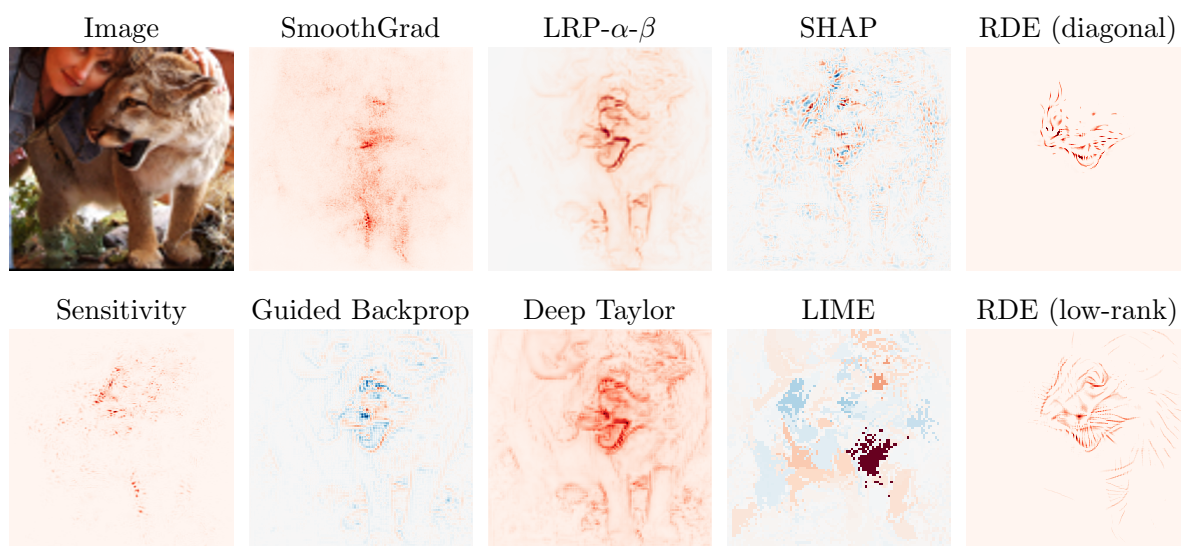 Image
SmoothGrad
LRP-α-β
SHAP
RDE (diagonal)
Sensitivity
Guided Backprop
Deep Taylor
LIME
RDE (low-rank)